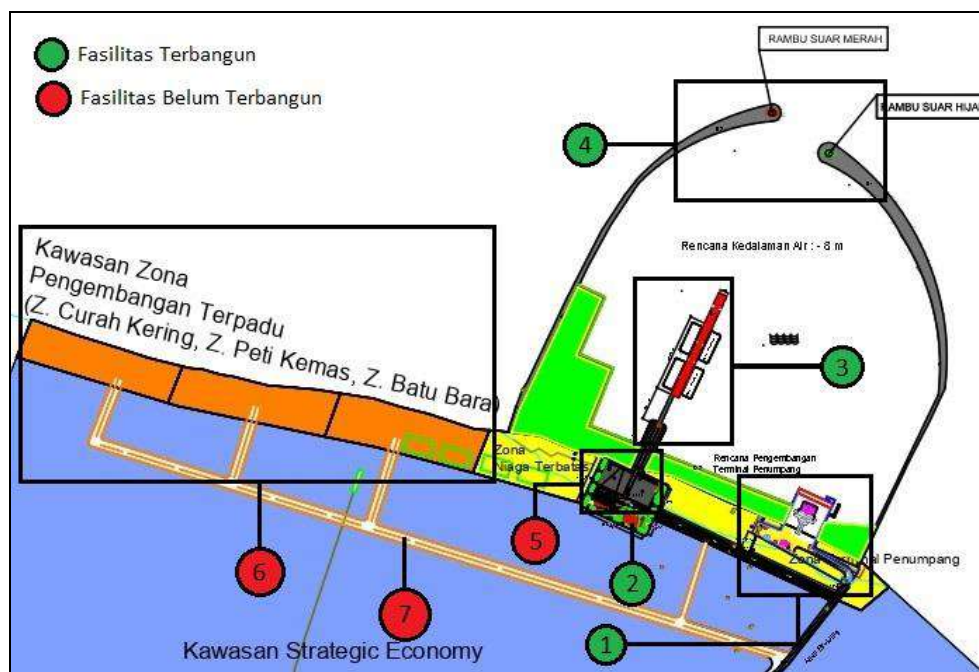 Fasilitas Terbangun
Fasilitas Belum Terbangun
RAMBU SUAR MERAH
RAMBU SUAR HIJA
4
Rencana Kedalaman Air : - 8 m
Kawasan Zona
Pengembangan Terpadu
(Z. Curah Kering, Z. Peti Kemas, Z. Batu Bara)
3
Zona
Niaga Terbatas
Rencana Pengembangan
Terminal Penumpang
Penumpang
6
5
2
7
1
Kawasan Strategic Economy